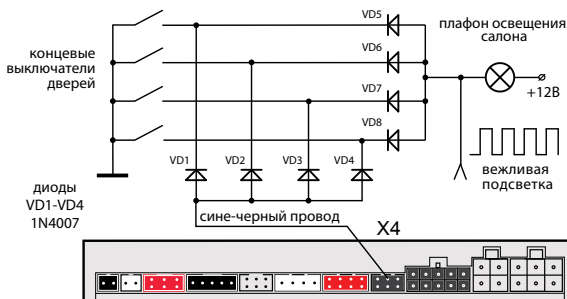 VD5
плафон освещения
салона
VD6
концевые
выключатели
дверей
+12В
VD7
VD8
VD1
VD2
VD3
VD4
вежливая
подсветка
диоды
VD1-VD4
1N4007
сине-черный провод
X4